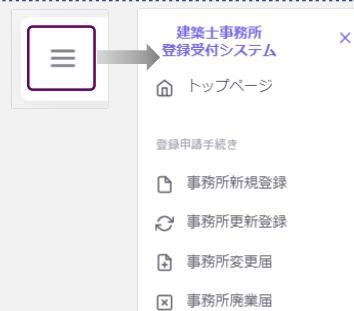 建築士事務所
登録受付システム
トップページ
登録申請手続き
事務所新規登録
事務所更新登録
事務所変更届
事務所廃業届